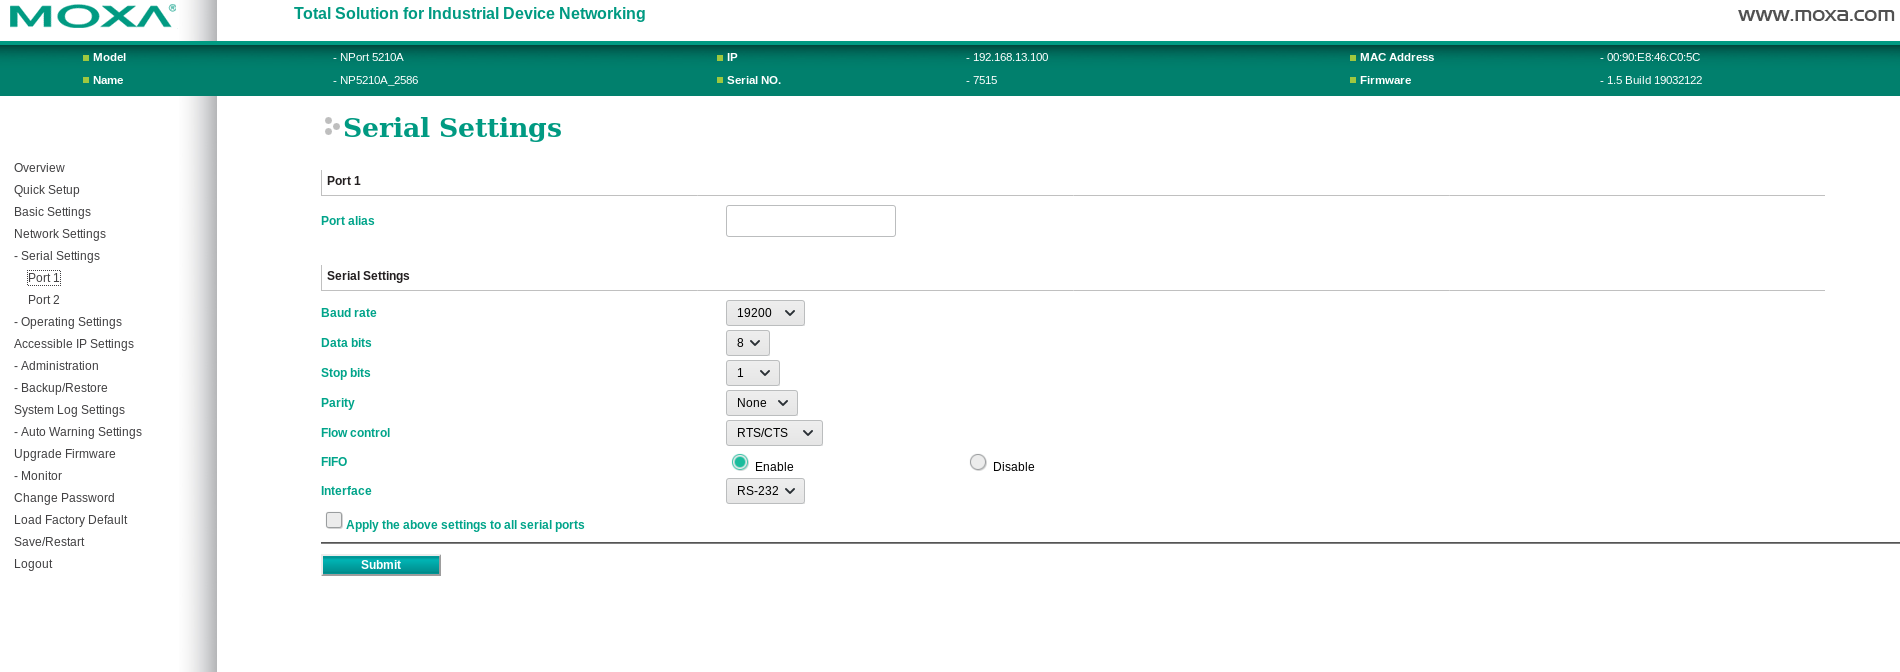 MOXA®
Total Solution for Industrial Device Networking
www.moxa.com
Model - NPort 5210A IP - 192.168.13.100 MAC Address - 00:90:E8:46:C0:5C
Name - NP5210A_2586 Serial NO. - 7515 Firmware - 1.5 Build 19032122
Overview
Quick Setup
Basic Settings
Network Settings
- Serial Settings
Port 1
Port 2
- Operating Settings
Accessible IP Settings
- Administration
- Backup/Restore
System Log Settings
- Auto Warning Settings
Upgrade Firmware
- Monitor
Change Password
Load Factory Default
Save/Restart
Logout
Serial Settings
Port 1
Port alias
Serial Settings
Baud rate 19200
Data bits 8
Stop bits 1
Parity None
Flow control RTS/CTS
FIFO Enable Disable
Interface RS-232
Apply the above settings to all serial ports
Submit